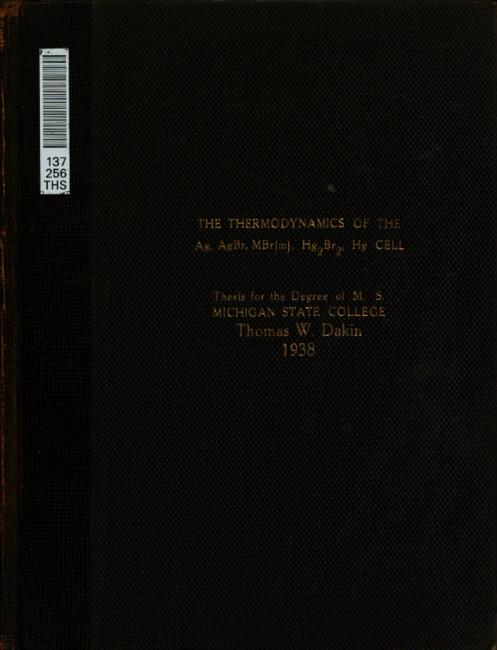 137
256
THS
THE THERMODYNAMICS OF THE
Ag, AgBr, MBr(m), Hg₂Br₂, Hg CELL
Thesis for the Degree of M. S.
MICHIGAN STATE COLLEGE
Thomas W. Dakin
1938